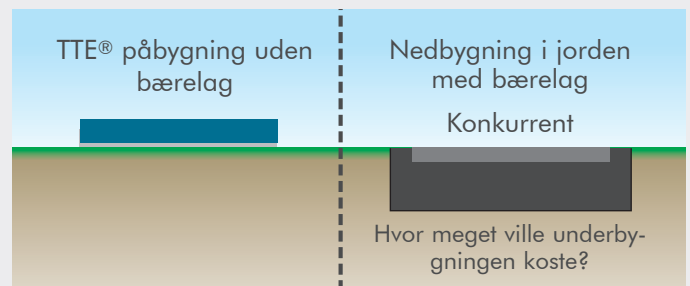 TTE® påbygning uden
bærelag
Nedbygning i jorden
med bærelag
Konkurrent
Hvor meget ville underby-
gningen koste?